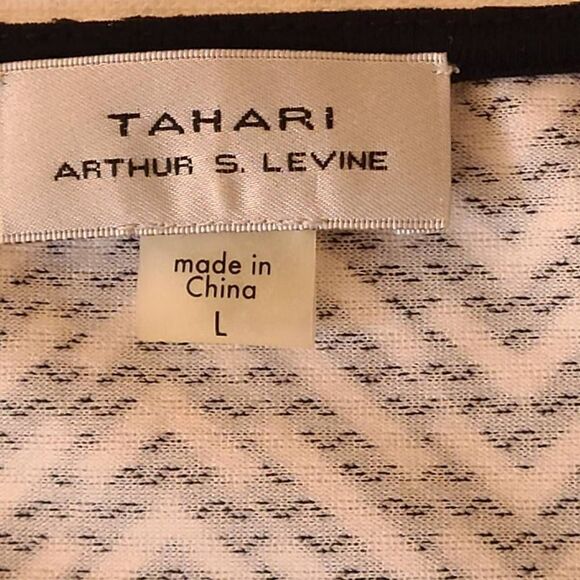 TAHARI
ARTHUR S. LEVINE
made in
China
L